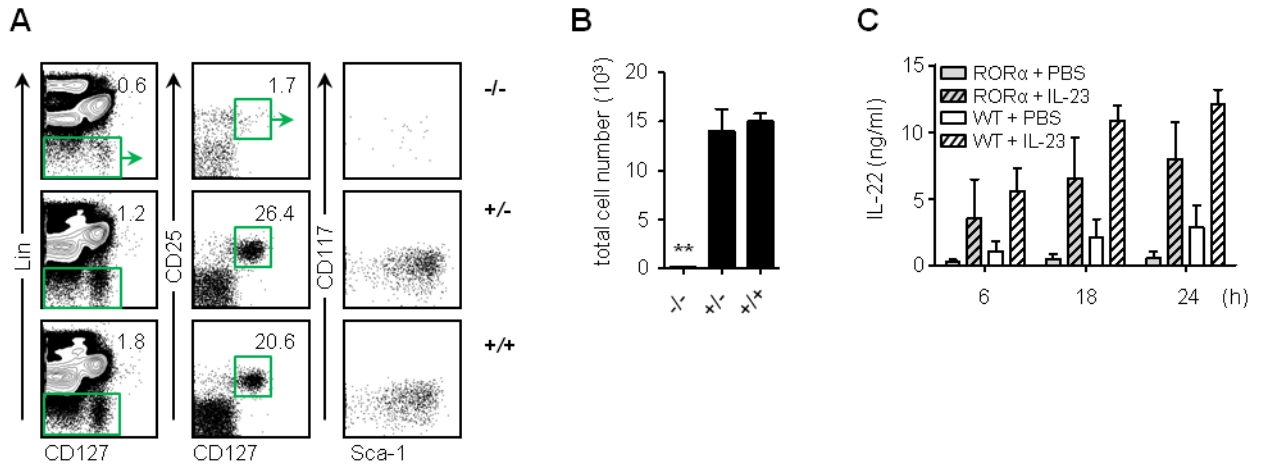 A
B
C
0.6
1.7
-/-
1.2
26.4
+/-
1.8
20.6
+/+
Lin
CD25
CD117
CD127
CD127
Sca-1
total cell number (10³)
20
15
10
5
0
**
-/-
+/-
+/+
IL-22 (ng/ml)
15
10
5
0
RORα + PBS
RORα + IL-23
WT + PBS
WT + IL-23
6
18
24
(h)